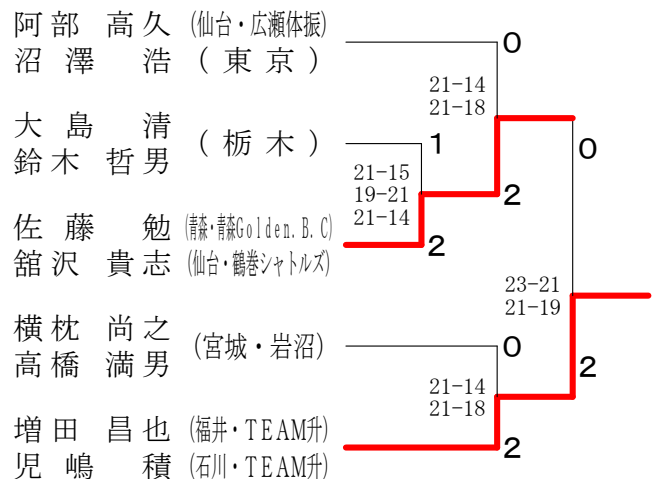 阿部 高久 (仙台・広瀬体振)
沼澤 浩 (東京)
大島 清
鈴木 哲男
(栃木)
佐藤 勉 (青森・青森Golden.B.C)
舘沢 貴志 (仙台・鶴巻シャトルズ)
横枕 尚之
高橋 満男
(宮城・岩沼)
増田 昌也 (福井・TEAM升)
児嶋 積 (石川・TEAM升)
0
21-14
21-18
1
21-15
19-21
21-14
2
2
0
23-21
21-19
0
21-14
21-18
2
2